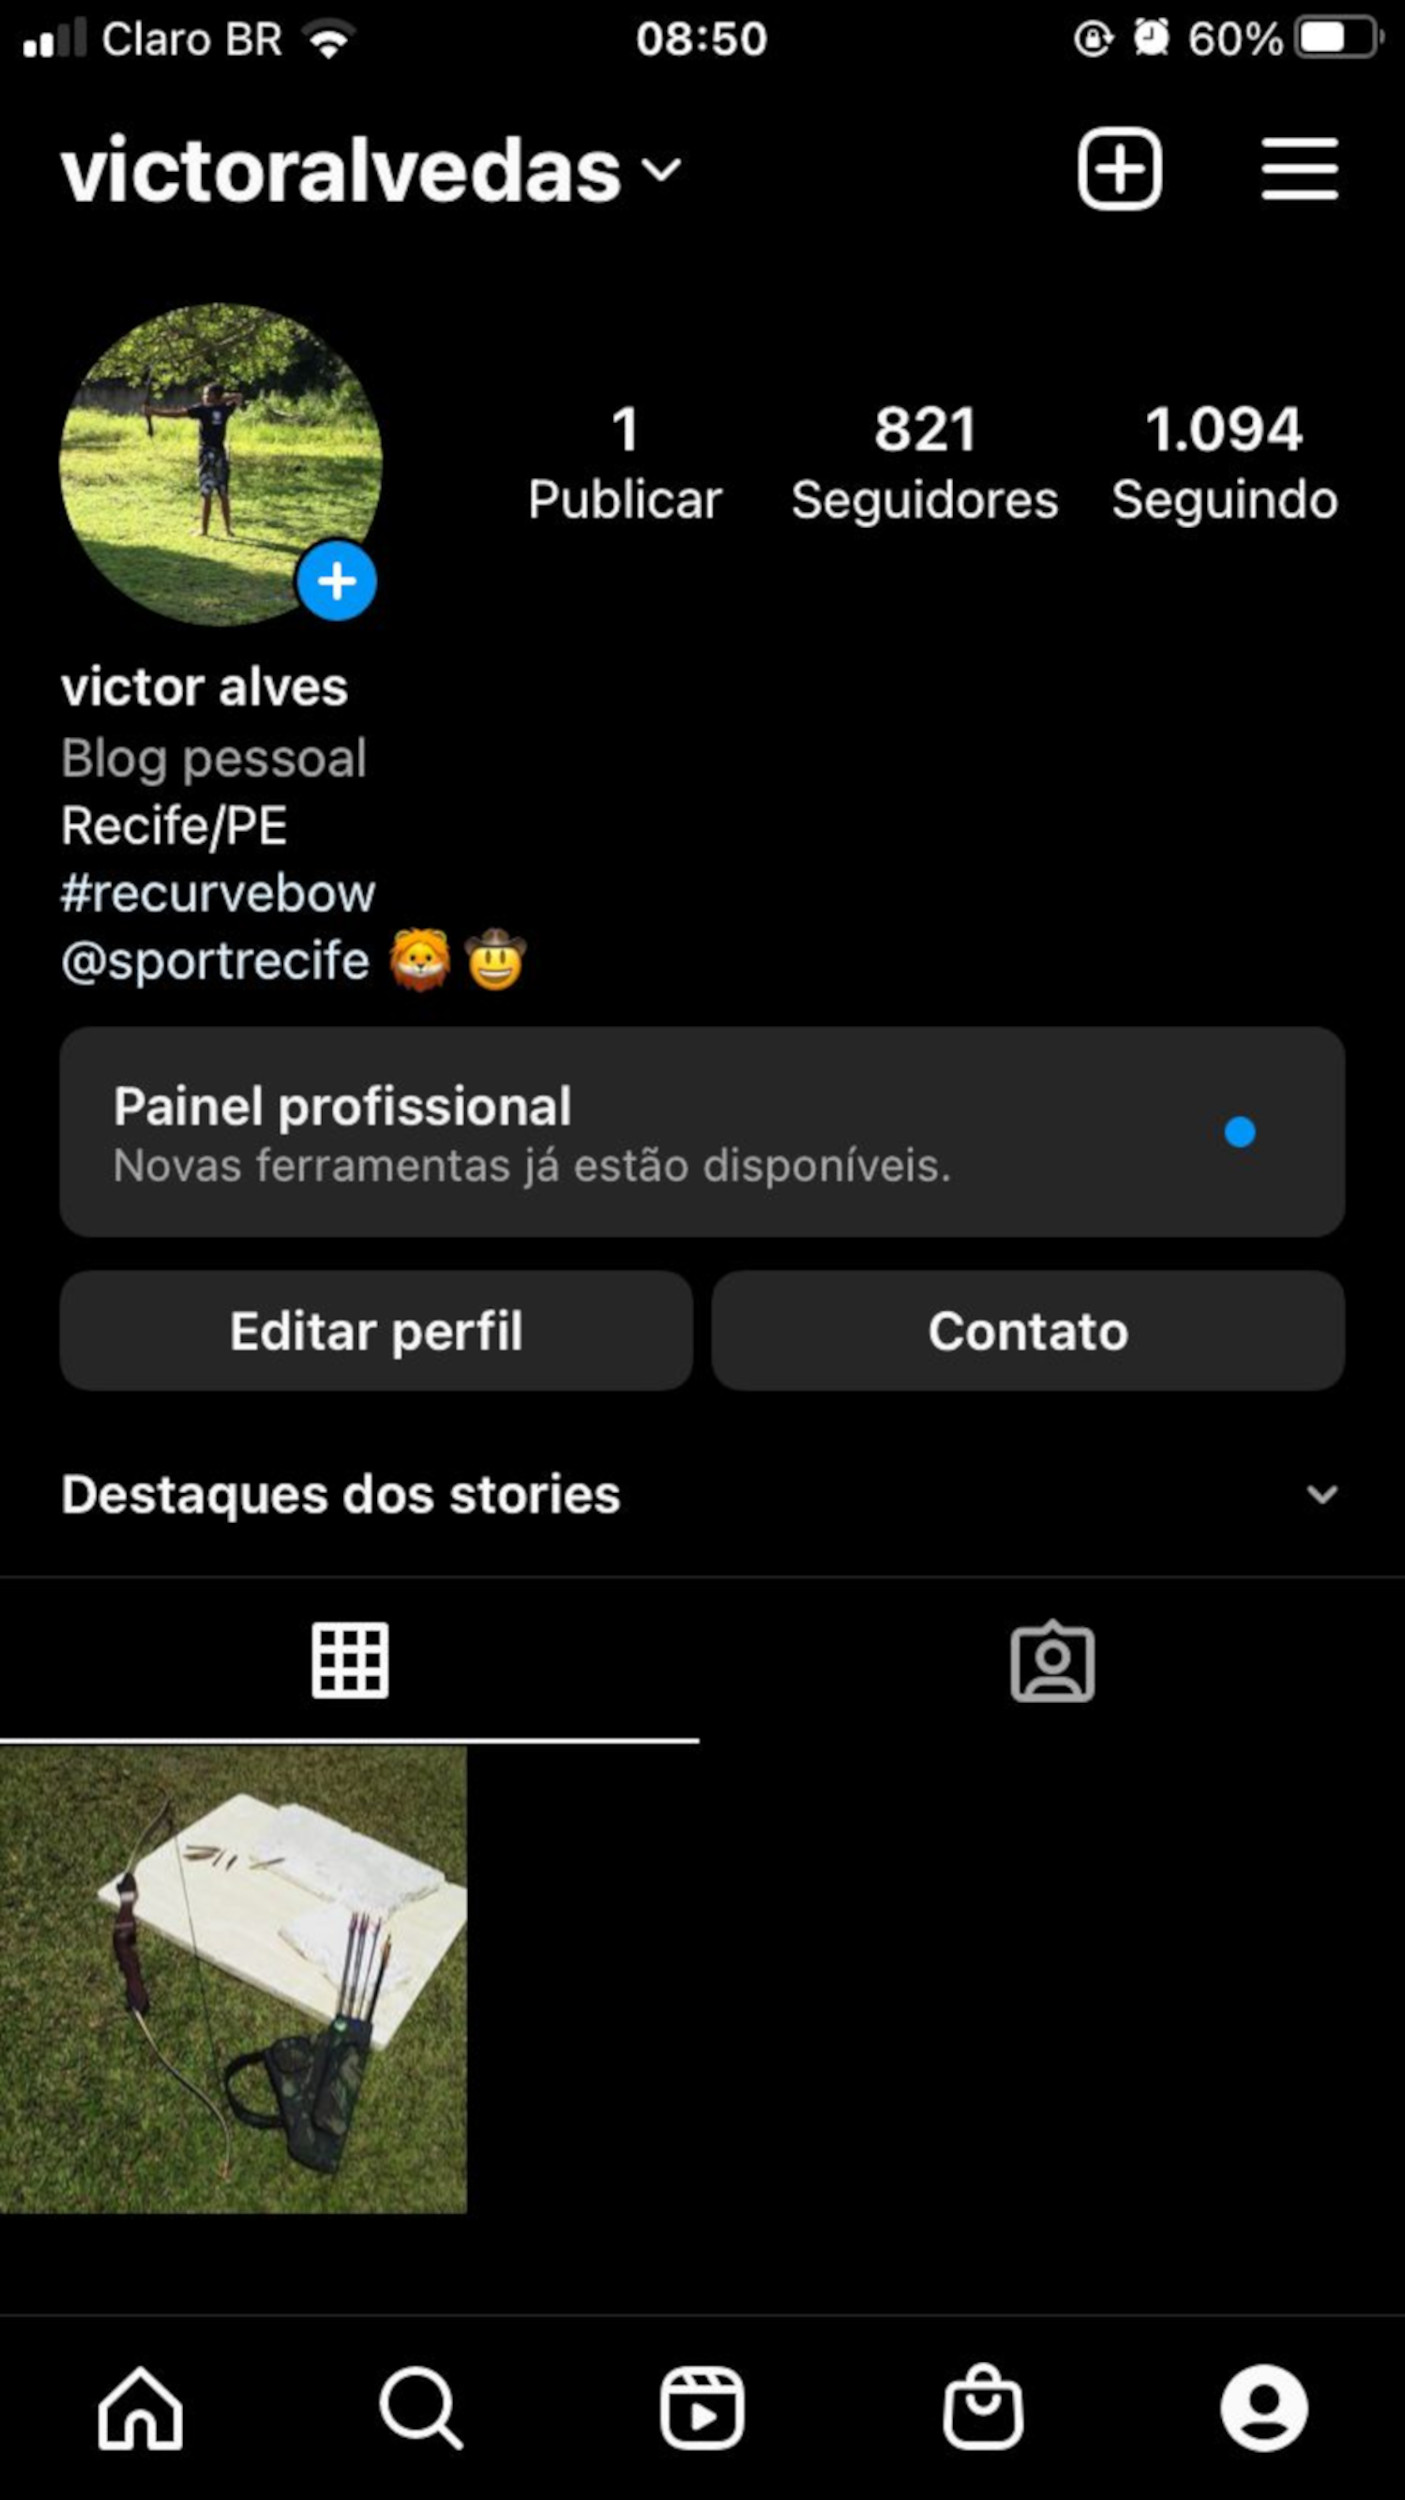 Claro BR 08:50 60%
victoralvedas
1 821 1.094
Publicar Seguidores Seguindo
victor alves
Blog pessoal
Recife/PE
#recurvebow
@sportrecife 🦁 🤠
Painel profissional
Novas ferramentas já estão disponíveis.
Editar perfil Contato
Destaques dos stories